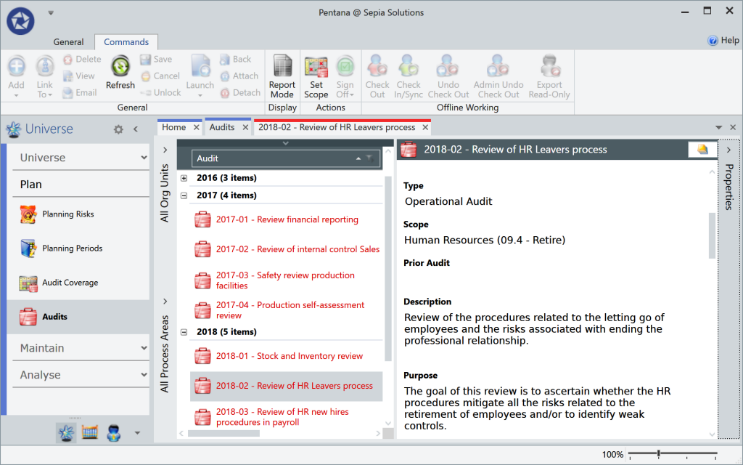 Pentana @ Sepia Solutions
General
Commands
Help
Add
Link To
Delete
View
Email
Refresh
Save
Cancel
Unlock
Launch
Back
Attach
Detach
Report Mode
Set Scope
Sign Off
Check Out
Check In/Sync
Undo Check Out
Admin Undo Check Out
Export Read-Only
General
Display
Actions
Offline Working
Universe
Home
Audits
2018-02 - Review of HR Leavers process
Universe
Plan
Planning Risks
Planning Periods
Audit Coverage
Audits
Maintain
Analyse
All Org Units
All Process Areas
Audit
2016 (3 items)
2017 (4 items)
2017-01 - Review financial reporting
2017-02 - Review of internal control Sales
2017-03 - Safety review production
facilities
2017-04 - Production self-assessment
review
2018 (5 items)
2018-01 - Stock and Inventory review
2018-02 - Review of HR Leavers process
2018-03 - Review of HR new hires
procedures in payroll
2018-02 - Review of HR Leavers process
Type
Operational Audit
Scope
Human Resources (09.4 - Retire)
Prior Audit
Description
Review of the procedures related to the letting go of
employees and the risks associated with ending the
professional relationship.
Purpose
The goal of this review is to ascertain whether the HR
procedures mitigate all the risks related to the
retirement of employees and/or to identify weak
controls.
Properties
100%